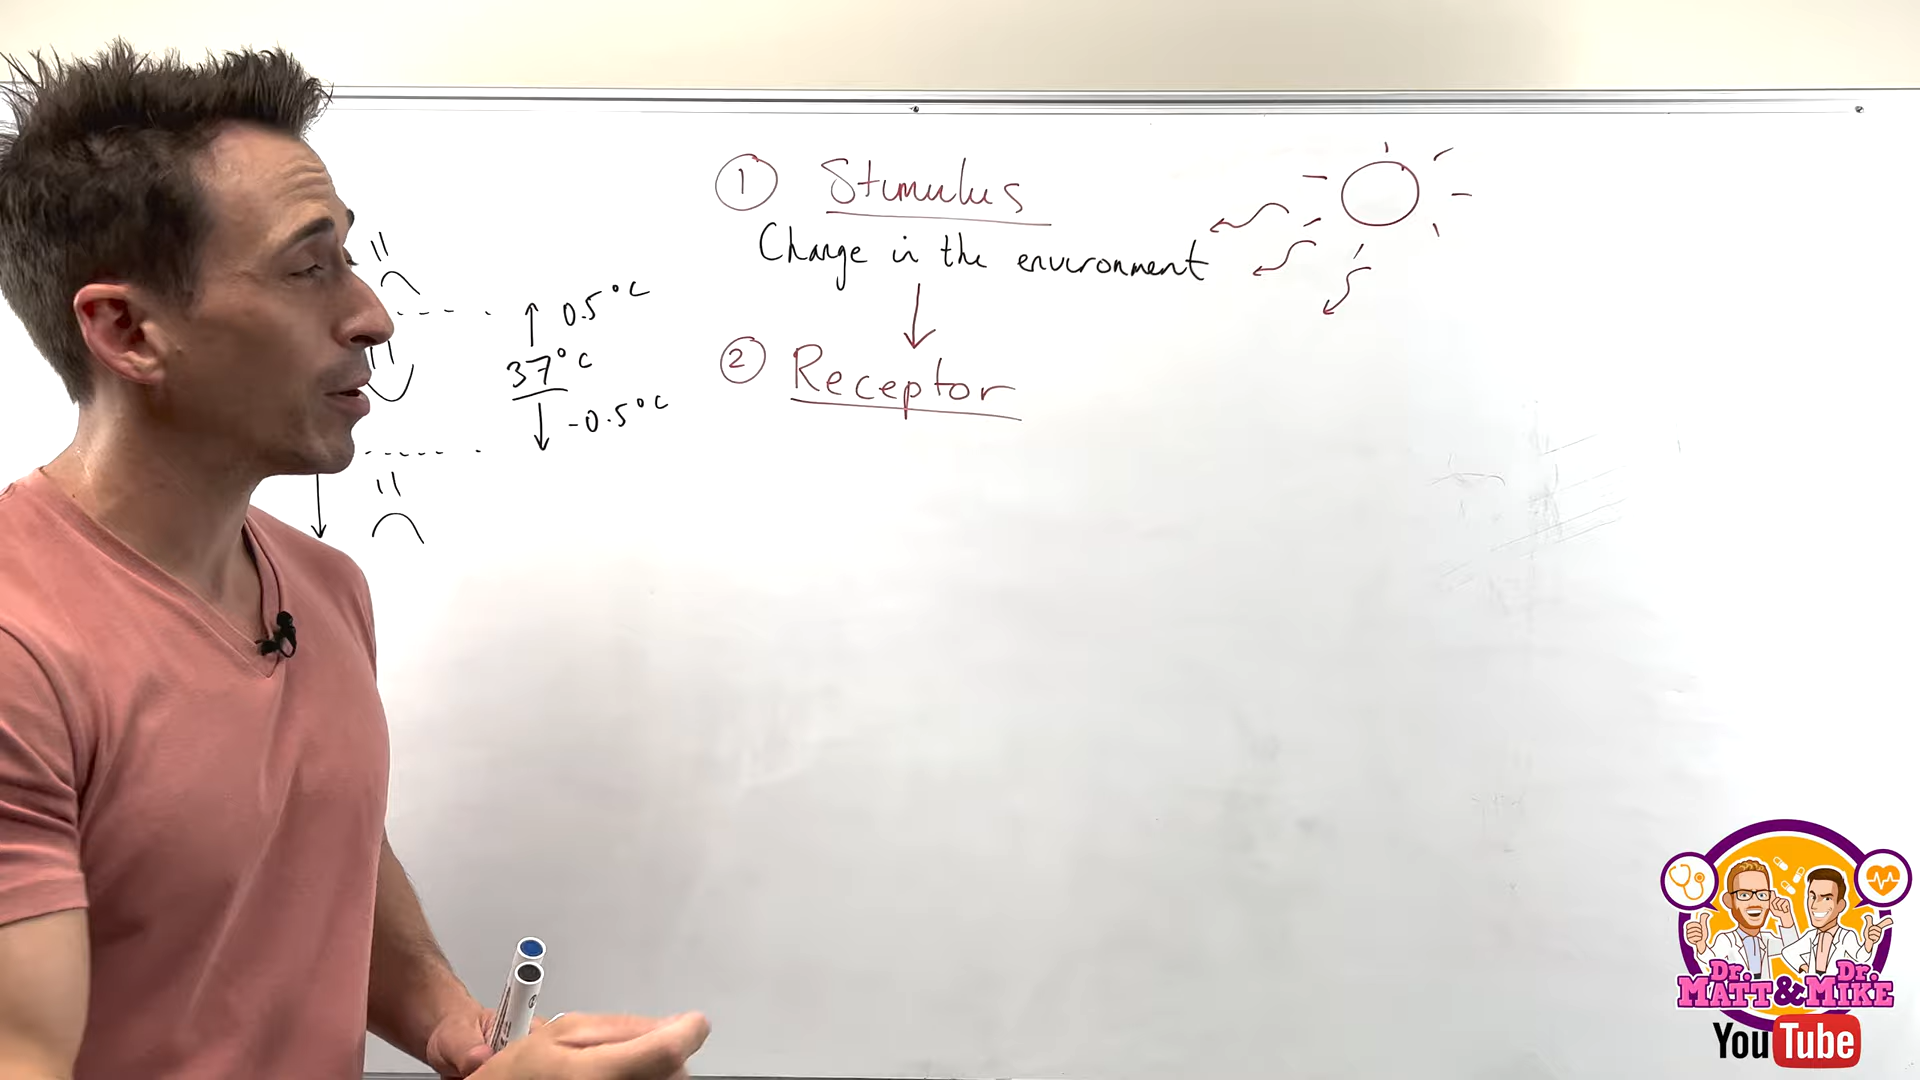 ① Stimulus
Change in the environment
② Receptor
0.5°C
37°C
-0.5°C
Dr. Dr.
MATT & MIKE
YouTube